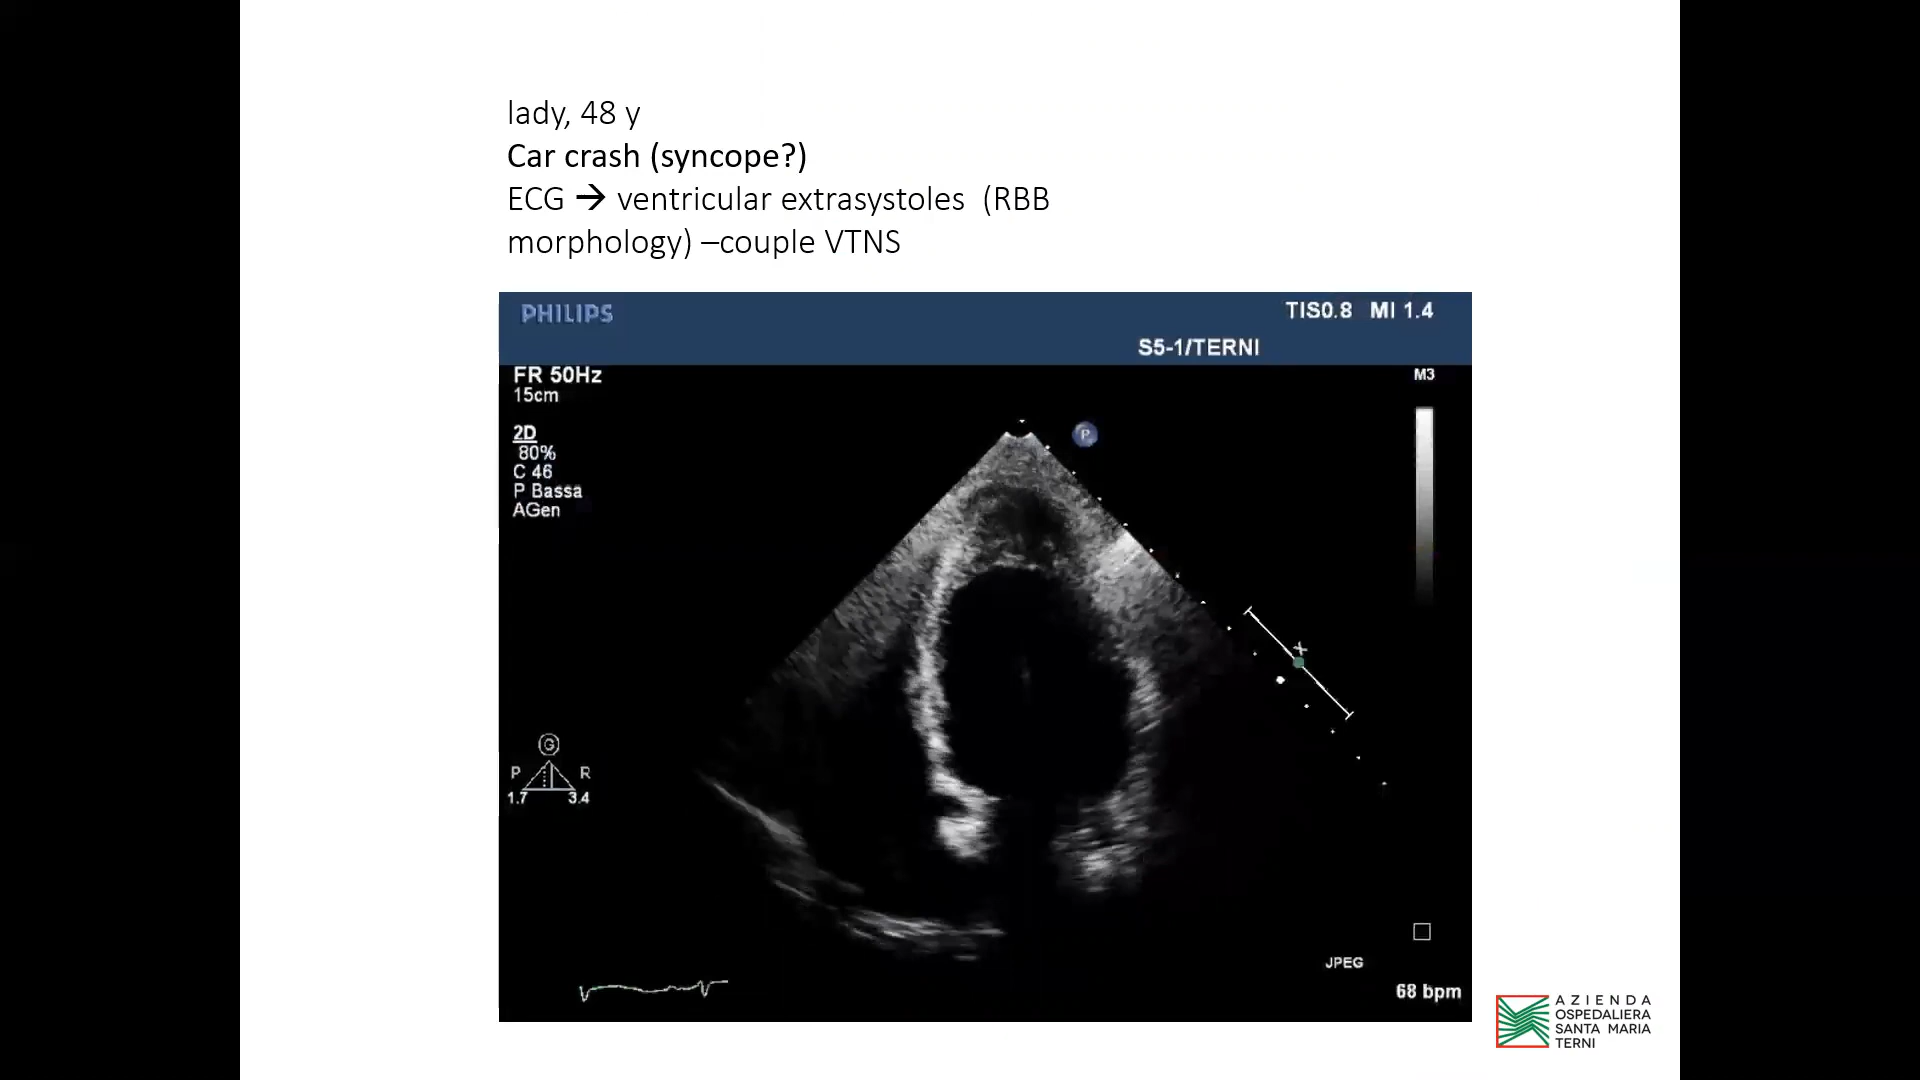 lady, 48 y
Car crash (syncope?)
ECG → ventricular extrasystoles (RBB
morphology) –couple VTNS
PHILIPS
TIS0.8 MI 1.4
S5-1/TERNI
FR 50Hz
15cm
M3
2D
80%
C 46
P Bassa
AGen
P
G
P R
1.7 3.4
JPEG
68 bpm
AZIENDA
OSPEDALIERA
SANTA MARIA
TERNI